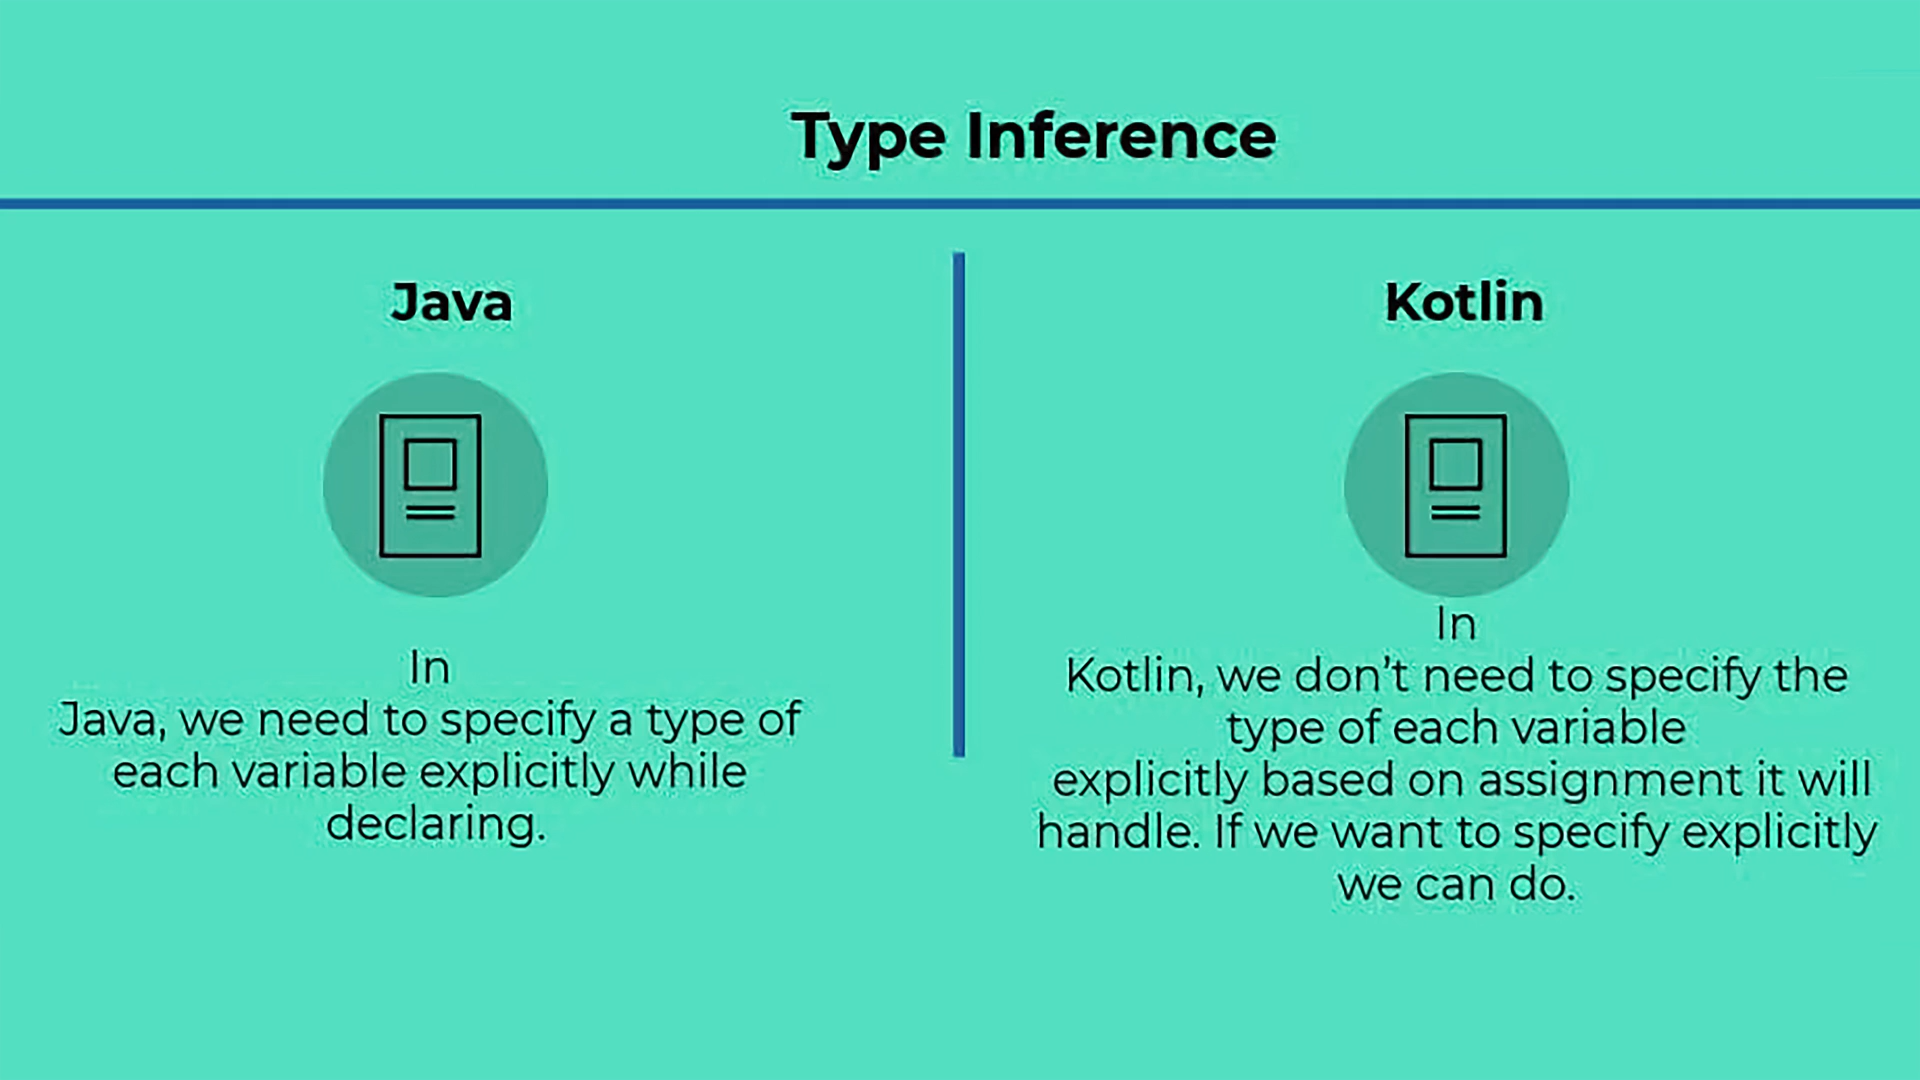 Type Inference
Java
In
Java, we need to specify a type of
each variable explicitly while
declaring.
Kotlin
In
Kotlin, we don’t need to specify the
type of each variable
explicitly based on assignment it will
handle. If we want to specify explicitly
we can do.